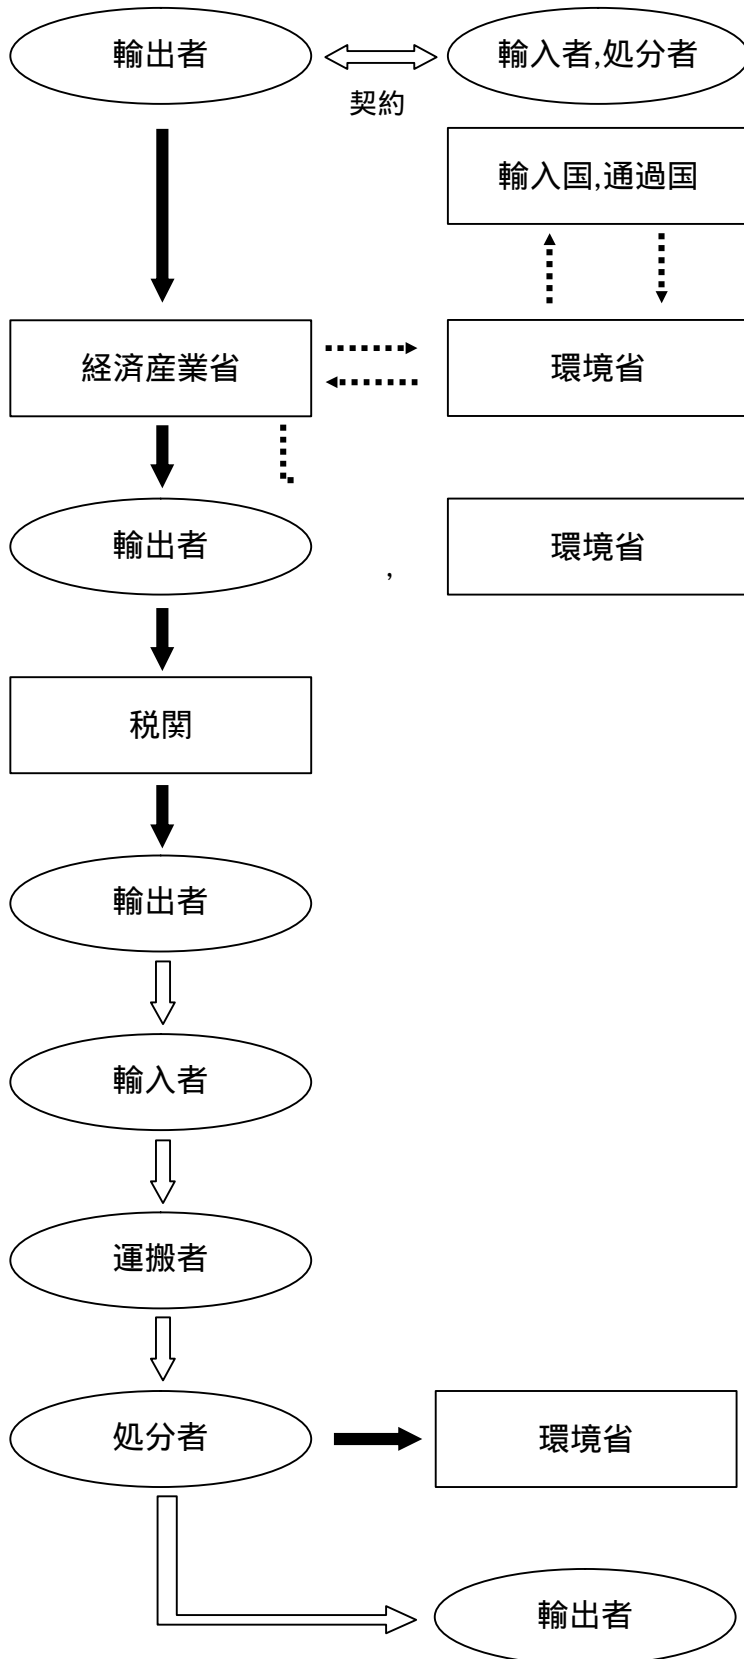 輸出者
輸入者,処分者
契約
輸入国,通過国
経済産業省
環境省
輸出者
,
環境省
税関
輸出者
輸入者
運搬者
処分者
環境省
輸出者